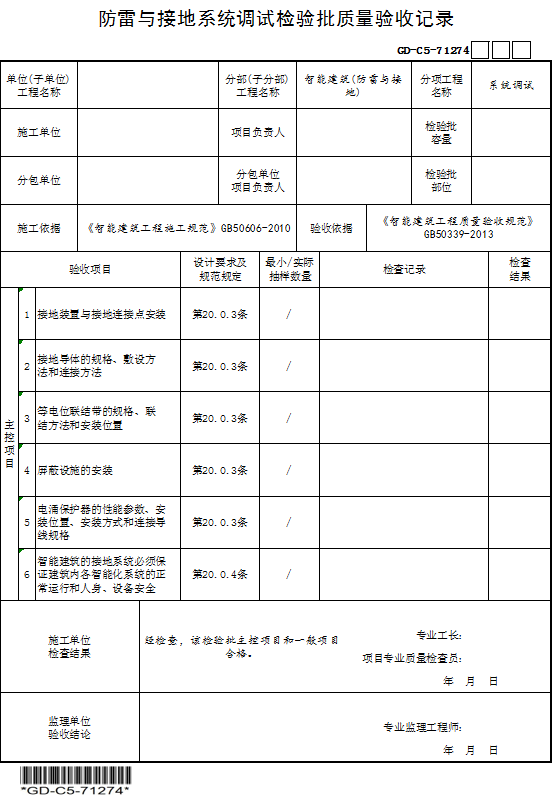 防雷与接地系统调试检验批质量验收记录
GD-C5-71274
单位(子单位)
工程名称
分部(子分部)
工程名称
智能建筑(防雷与接
地)
分项工程
名称
系统调试
施工单位
项目负责人
检验批
容量
分包单位
分包单位
项目负责人
检验批
部位
施工依据
《智能建筑工程施工规范》GB50606-2010
验收依据
《智能建筑工程质量验收规范》
GB50339-2013
验收项目
设计要求及
规范规定
最小/实际
抽样数量
检查记录
检查
结果
主控项目
1
接地装置与接地连接点安装
第20.0.3条
/
2
接地导体的规格、敷设方
法和连接方法
第20.0.3条
/
3
等电位联结带的规格、联
结方法和安装位置
第20.0.3条
/
4
屏蔽设施的安装
第20.0.3条
/
5
电涌保护器的性能参数、安
装位置、安装方式和连接导
线规格
第20.0.3条
/
6
智能建筑的接地系统必须保
证建筑内各智能化系统的正
常运行和人身、设备安全
第20.0.4条
/
施工单位
检查结果
经检查，该检验批主控项目和一般项目
合格。
专业工长：
项目专业质量检查员：
年 月 日
监理单位
验收结论
专业监理工程师：
年 月 日
*GD-C5-71274*